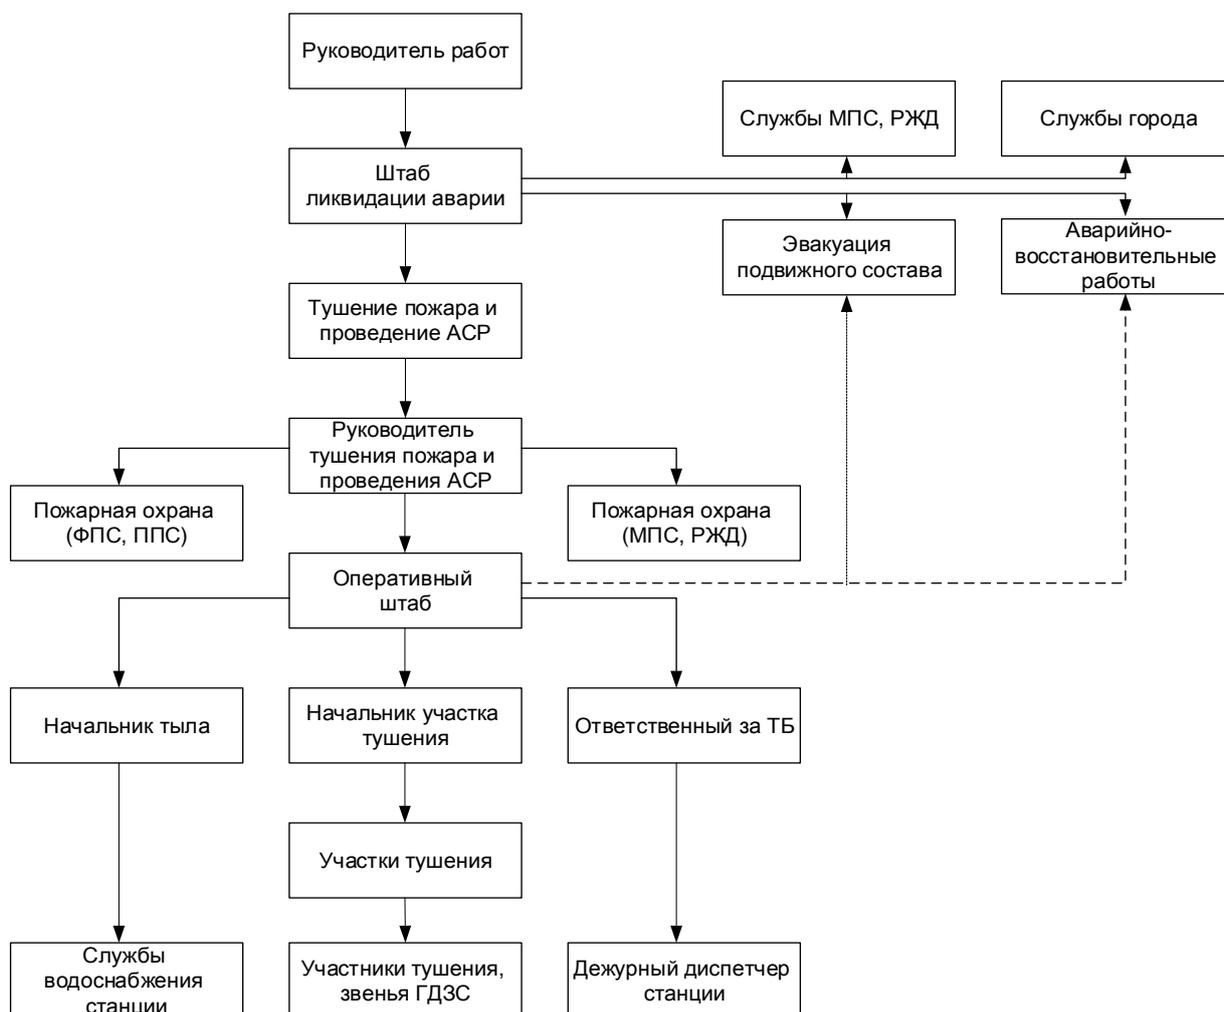 Руководитель работ
Службы МПС, РЖД
Службы города
Штаб
ликвидации аварии
Эвакуация
подвижного состава
Аварийно-
восстановительные
работы
Тушение пожара и
проведение АСР
Руководитель
тушения пожара и
проведения АСР
Пожарная охрана
(ФПС, ППС)
Пожарная охрана
(МПС, РЖД)
Оперативный
штаб
Начальник тыла
Начальник участка
тушения
Ответственный за ТБ
Участки тушения
Службы
водоснабжения
станции
Участники тушения,
звенья ГДЗС
Дежурный диспетчер
станции